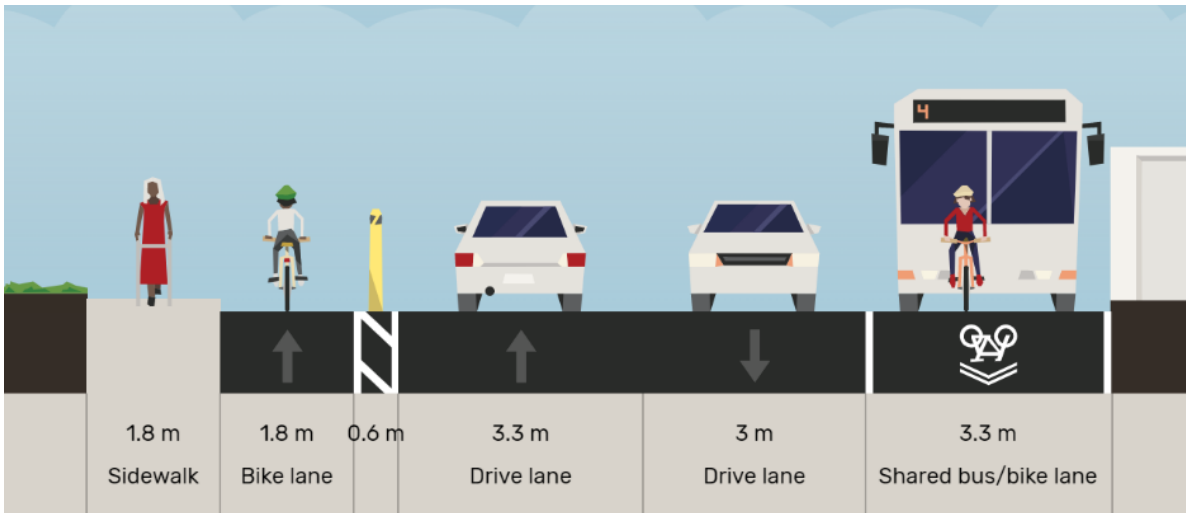 4
1.8 m
1.8 m
0.6 m
3.3 m
3 m
3.3 m
Sidewalk
Bike lane
Drive lane
Drive lane
Shared bus/bike lane